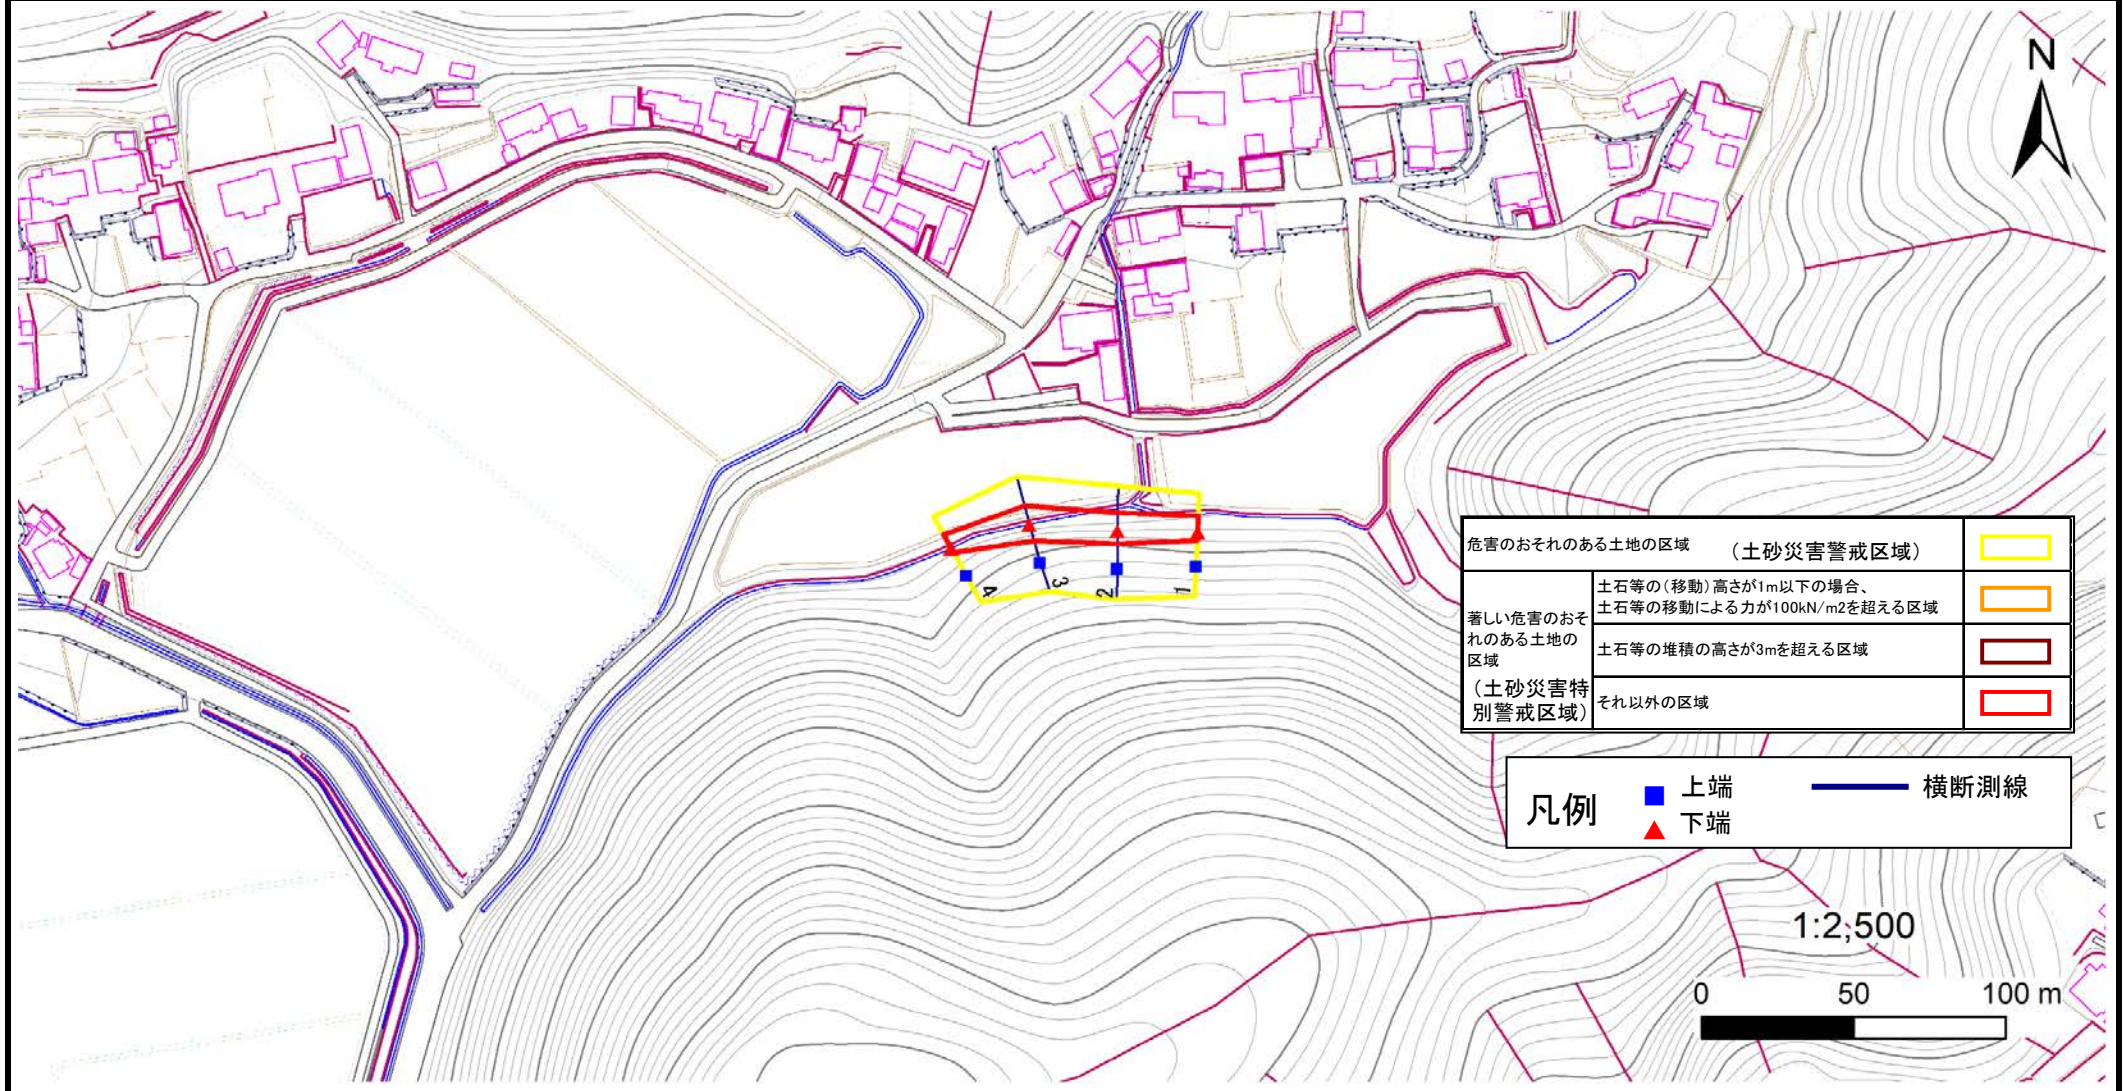 N
4
3
2
1
危害のおそれのある土地の区域 (土砂災害警戒区域)
著しい危害のおそ
れのある土地の
区域
(土砂災害特
別警戒区域)
土石等の(移動)高さが1m以下の場合、
土石等の移動による力が100kN/m2を超える区域
土石等の堆積の高さが3mを超える区域
それ以外の区域
凡例
上端
下端
横断測線
1:2,500
0 50 100 m